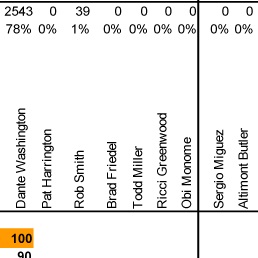 2543 0 39 0 0 0 0 0 0
78% 0% 1% 0% 0% 0% 0% 0% 0%
Dante Washington
Pat Harrington
Rob Smith
Brad Friedel
Todd Miller
Ricci Greenwood
Obi Monome
Sergio Miguez
Altimont Butler
100
90